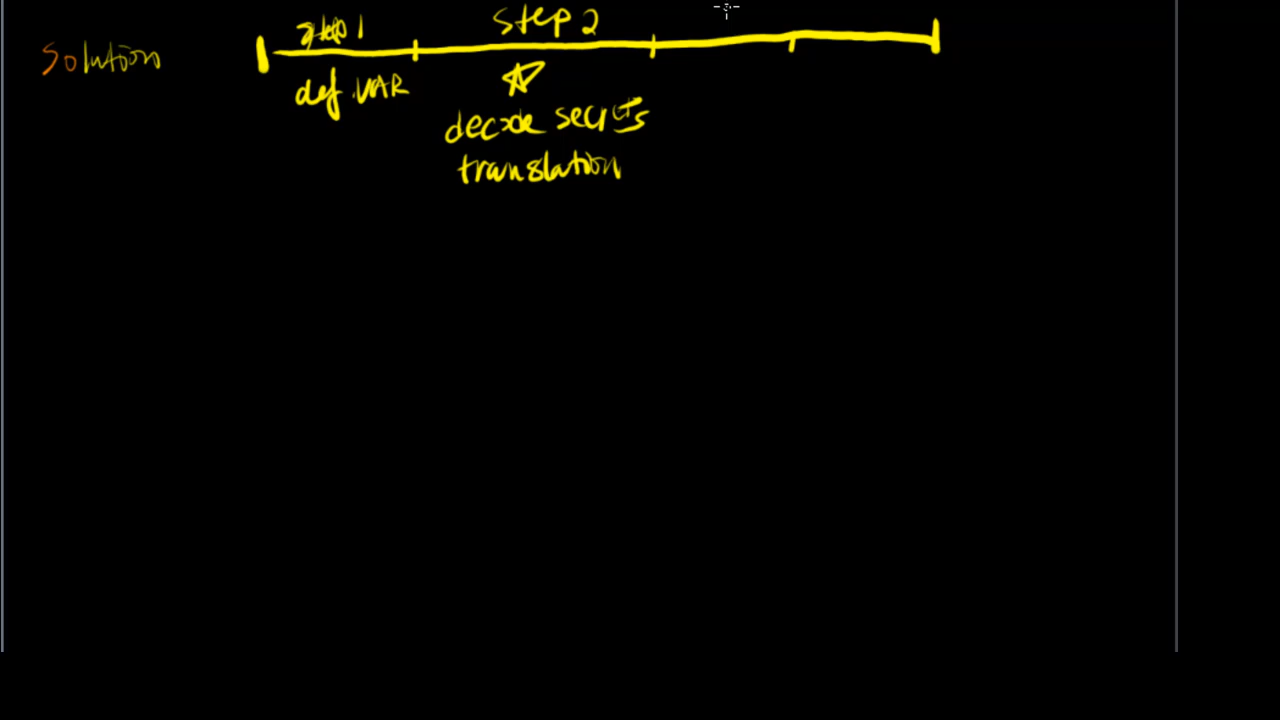 Solution
step 1
step 2
def. VAR
decode secrets
translation